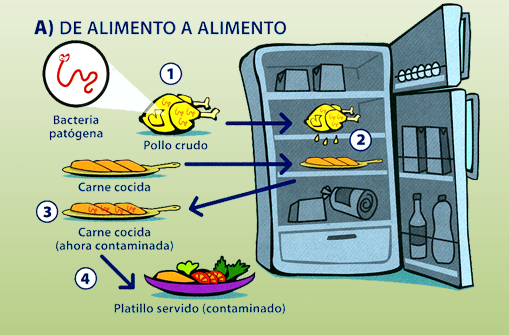 A) DE ALIMENTO A ALIMENTO
1
Bacteria
patógena
Pollo crudo
2
Carne cocida
3
Carne cocida
(ahora contaminada)
4
Platillo servido (contaminado)